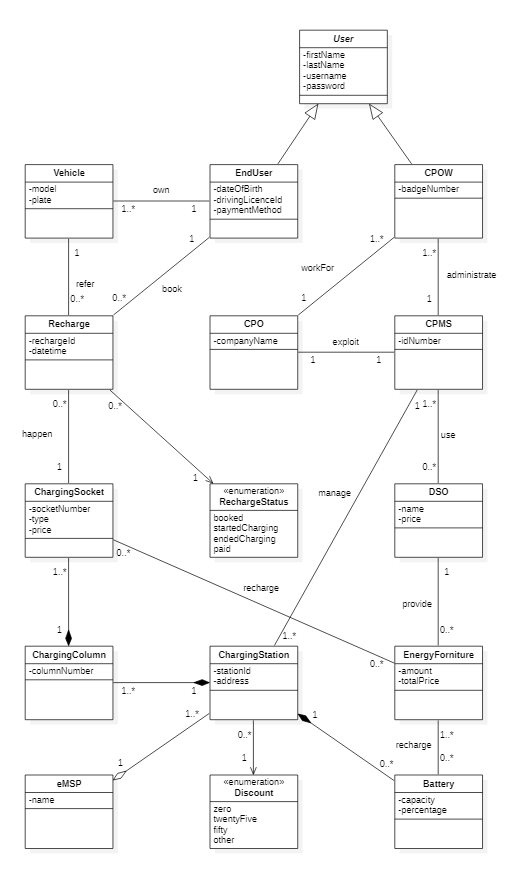 User
-firstName
-lastName
-username
-password
Vehicle
-model
-plate
own
1..*
1
EndUser
-dateOfBirth
-drivingLicenceId
-paymentMethod
CPOW
-badgeNumber
1
refer
0..*
1
book
0..*
1..*
workFor
1
1..*
administrate
1
Recharge
-rechargeId
-datetime
CPO
-companyName
exploit
1
1
CPMS
-idNumber
0..*
happen
1
0..*
1
1
manage
1..*
1..*
use
0..*
ChargingSocket
-socketNumber
-type
-price
«enumeration»
RechargeStatus
booked
startedCharging
endedCharging
paid
DSO
-name
-price
0..*
recharge
0..*
1..*
1
1
provide
0..*
ChargingColumn
-columnNumber
1..*
1
ChargingStation
-stationId
-address
EnergyForniture
-amount
-totalPrice
1..*
1
0..*
1
1
0..*
1..*
recharge
0..*
eMSP
-name
«enumeration»
Discount
zero
twentyFive
fifty
other
Battery
-capacity
-percentage